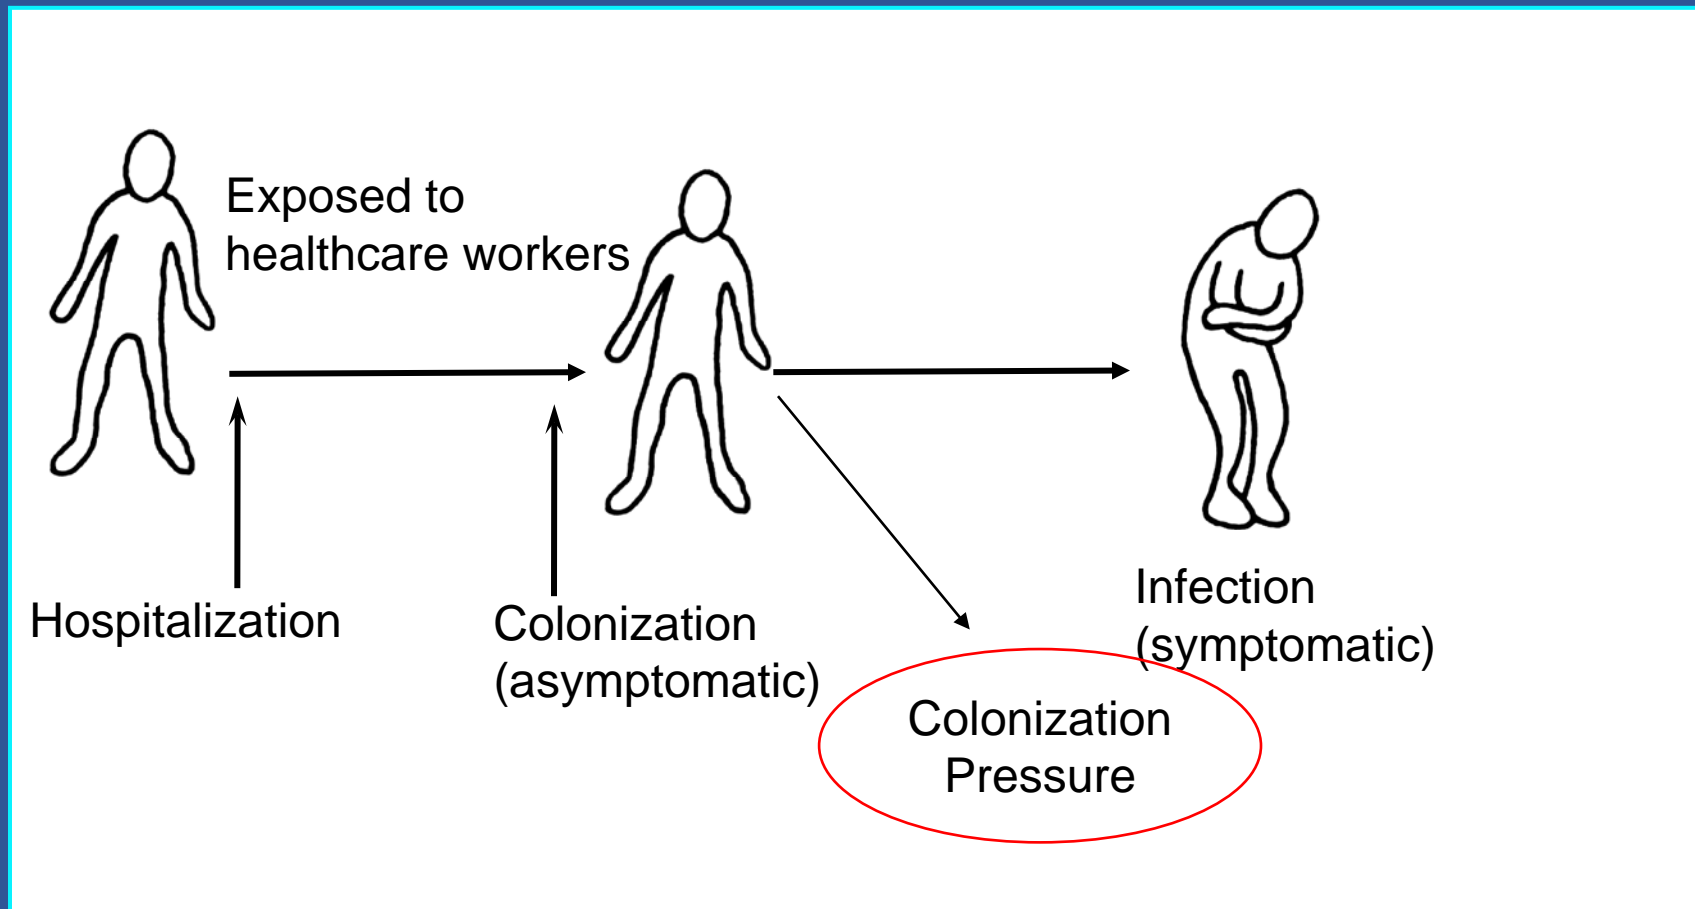 Exposed to
healthcare workers
Hospitalization
Colonization
(asymptomatic)
Infection
(symptomatic)
Colonization
Pressure